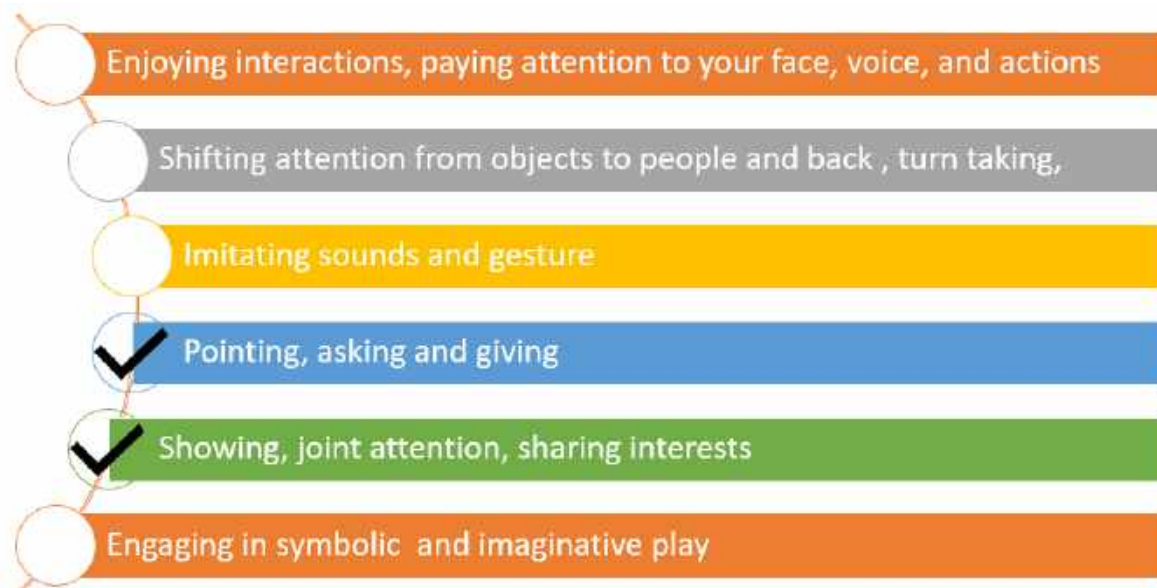 Enjoying interactions, paying attention to your face, voice, and actions
Shifting attention from objects to people and back , turn taking,
Imitating sounds and gesture
Pointing, asking and giving
Showing, joint attention, sharing interests
Engaging in symbolic and imaginative play